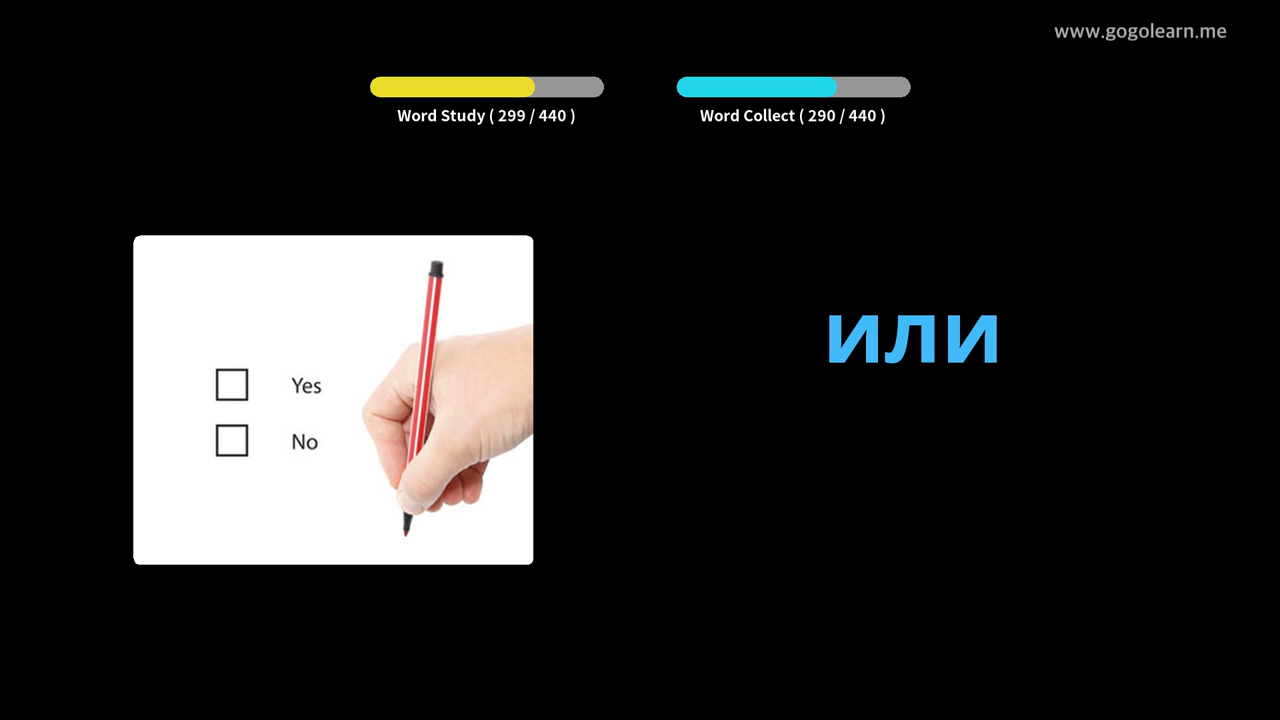 www.gogolearn.me
Word Study ( 299 / 440 )
Word Collect ( 290 / 440 )
Yes
No
или